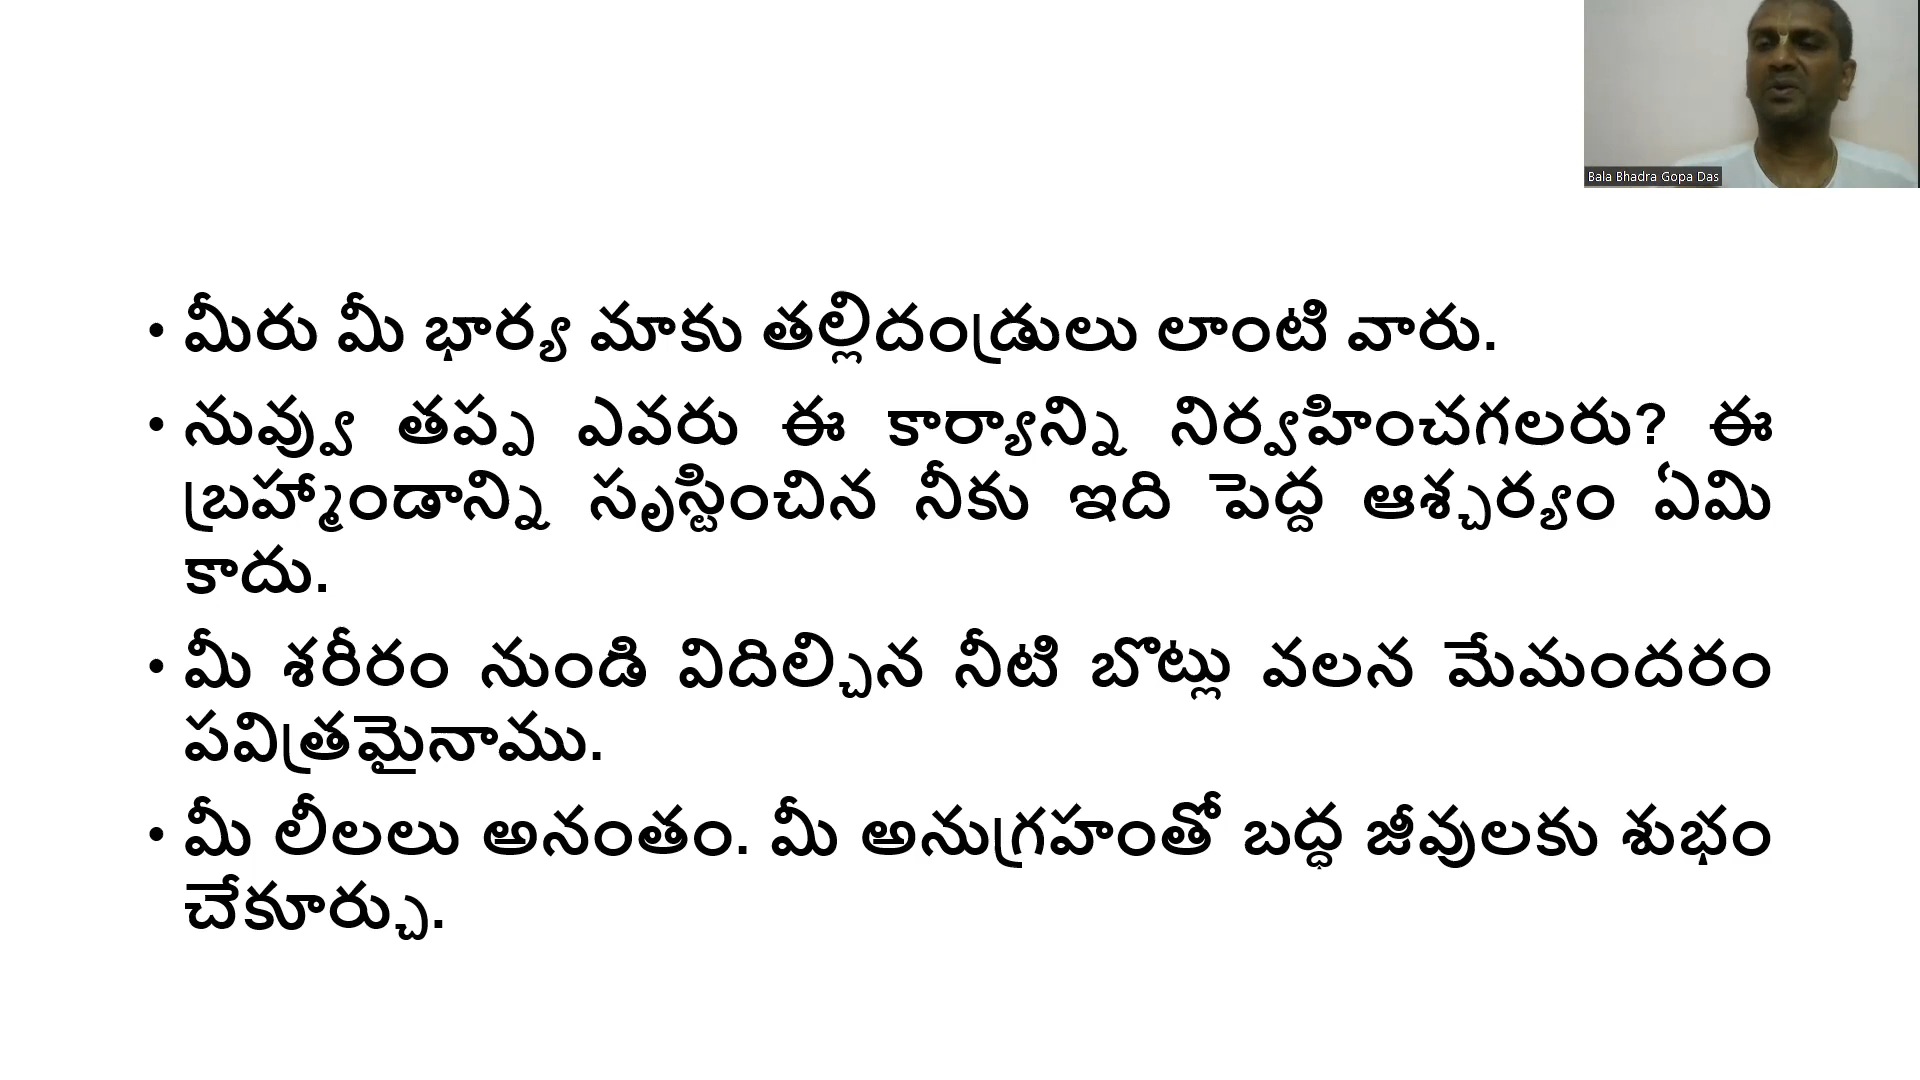 Bala Bhadra Gopa Das
• మీరు మీ భార్య మాకు తల్లిదండ్రులు లాంటి వారు.
• నువ్వు తప్ప ఎవరు ఈ కార్యాన్ని నిర్వహించగలరు? ఈ
బ్రహ్మాండాన్ని సృస్టించిన నీకు ఇది పెద్ద ఆశ్చర్యం ఏమి
కాదు.
• మీ శరీరం నుండి విదిల్చిన నీటి బొట్లు వలన మేమందరం
పవిత్రమైనాము.
• మీ లీలలు అనంతం. మీ అనుగ్రహంతో బద్ధ జీవులకు శుభం
చేకూర్చు.